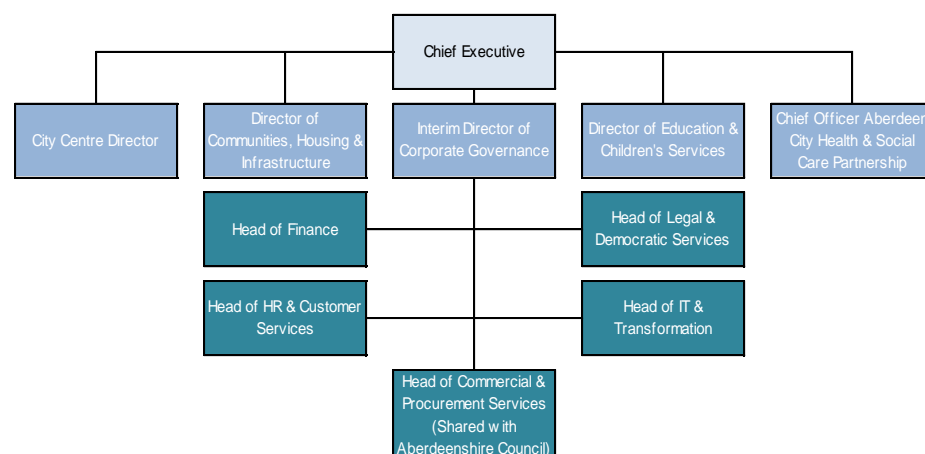 Chief Executive
City Centre Director
Director of
Communities, Housing &
Infrastructure
Interim Director of
Corporate Governance
Director of Education &
Children's Services
Chief Officer Aberdeen
City Health & Social
Care Partnership
Head of Finance
Head of Legal &
Democratic Services
Head of HR & Customer
Services
Head of IT &
Transformation
Head of Commercial &
Procurement Services
(Shared with
Aberdeenshire Council)